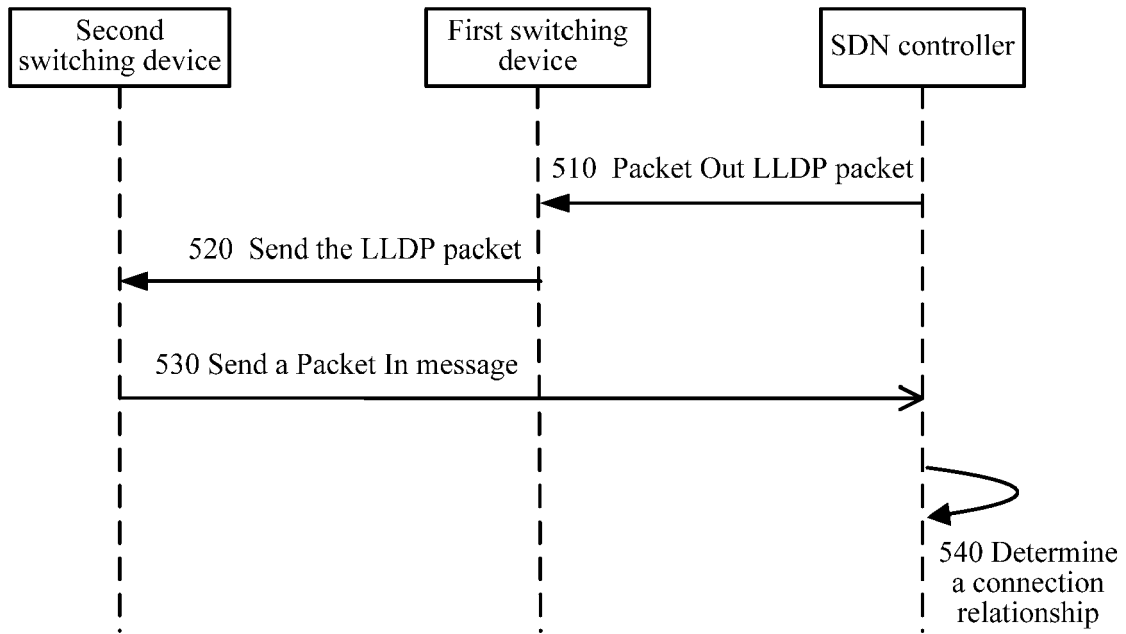 Second
switching device
First switching
device
SDN controller
510 Packet Out LLDP packet
520 Send the LLDP packet
530 Send a Packet In message
540 Determine
a connection
relationship